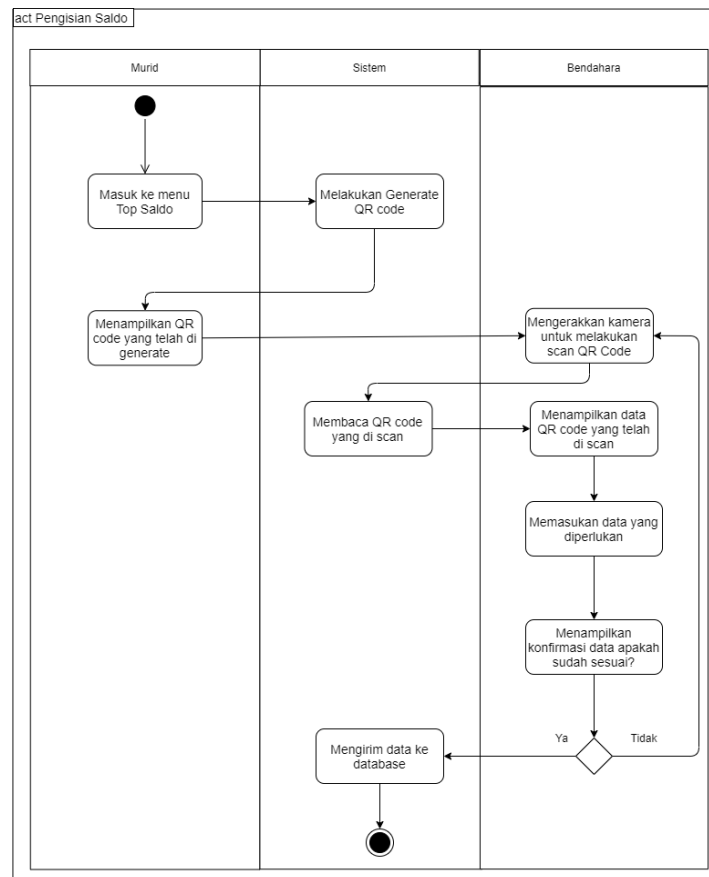 act Pengisian Saldo
Murid
Sistem
Bendahara
Masuk ke menu
Top Saldo
Melakukan Generate
QR code
Menampilkan QR
code yang telah di
generate
Mengerakkan kamera
untuk melakukan
scan QR Code
Membaca QR code
yang di scan
Menampilkan data
QR code yang telah
di scan
Memasukan data yang
diperlukan
Menampilkan
konfirmasi data apakah
sudah sesuai?
Ya
Tidak
Mengirim data ke
database